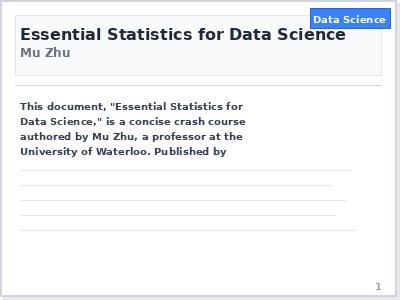 Data Science
Essential Statistics for Data Science
Mu Zhu
This document, "Essential Statistics for
Data Science," is a concise crash course
authored by Mu Zhu, a professor at the
University of Waterloo. Published by
1